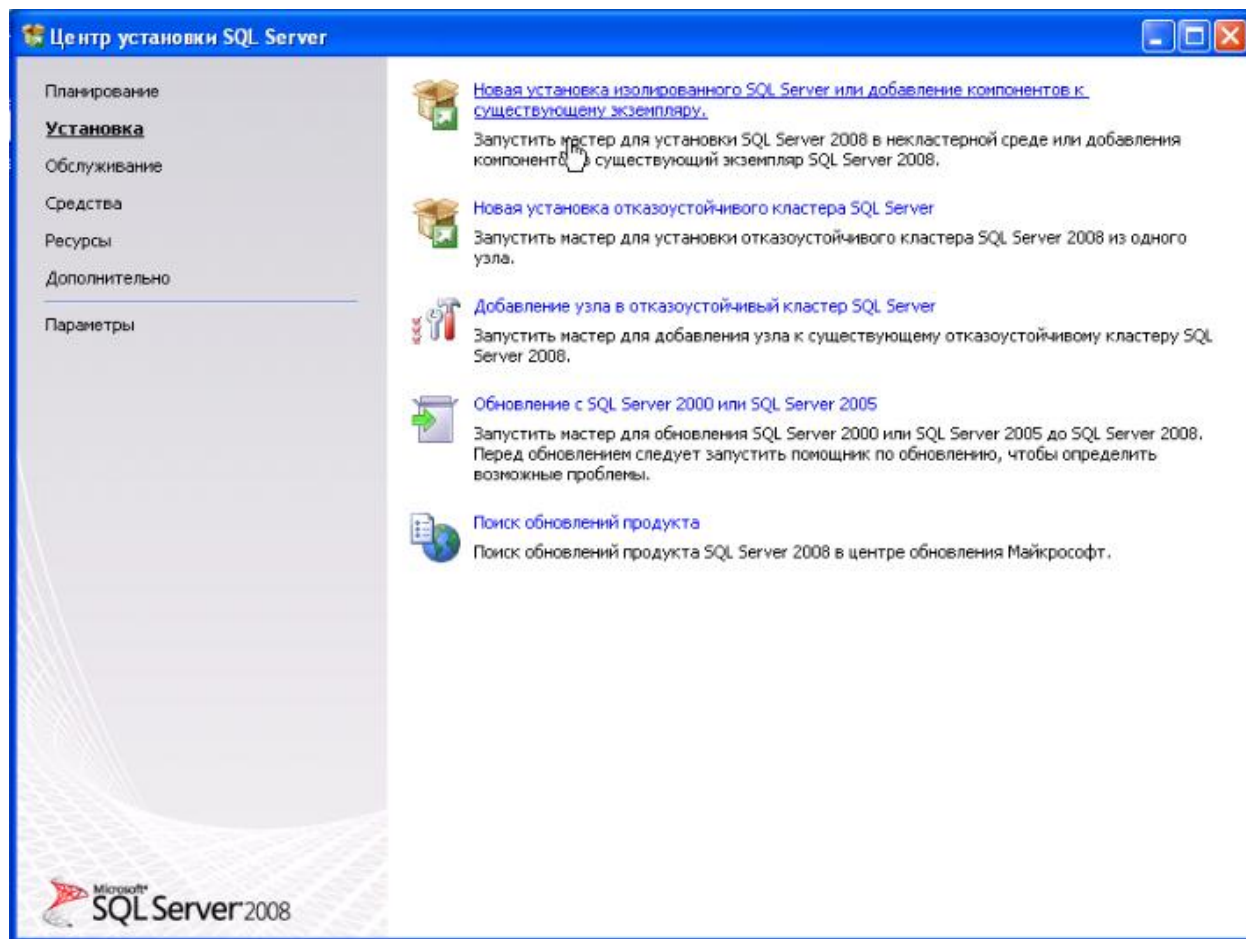 Центр установки SQL Server
Планирование
Установка
Обслуживание
Средства
Ресурсы
Дополнительно
Параметры
Новая установка изолированного SQL Server или добавление компонентов к
существующему экземпляру.
Запустить мастер для установки SQL Server 2008 в некластерной среде или добавления
компонентов в существующий экземпляр SQL Server 2008.
Новая установка отказоустойчивого кластера SQL Server
Запустить мастер для установки отказоустойчивого кластера SQL Server 2008 из одного
узла.
Добавление узла в отказоустойчивый кластер SQL Server
Запустить мастер для добавления узла к существующему отказоустойчивому кластеру SQL
Server 2008.
Обновление с SQL Server 2000 или SQL Server 2005
Запустить мастер для обновления SQL Server 2000 или SQL Server 2005 до SQL Server 2008.
Перед обновлением следует запустить помощник по обновлению, чтобы определить
возможные проблемы.
Поиск обновлений продукта
Поиск обновлений продукта SQL Server 2008 в центре обновления Майкрософт.
Microsoft®
SQL Server 2008